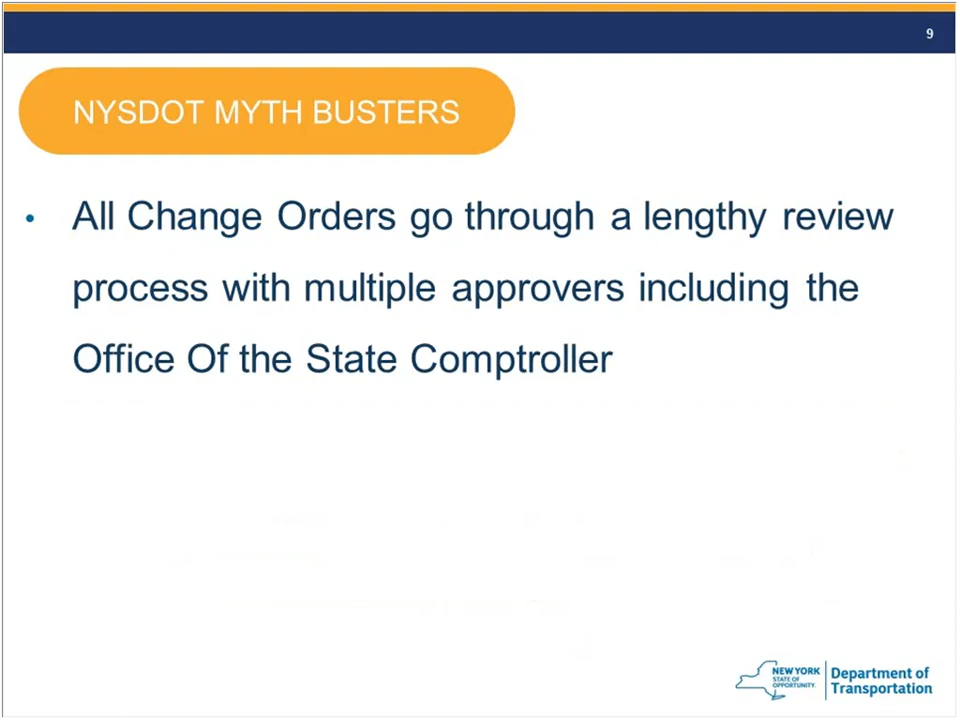 9
NYSDOT MYTH BUSTERS
• All Change Orders go through a lengthy review
process with multiple approvers including the
Office Of the State Comptroller
NEW YORK
STATE OF
OPPORTUNITY.
Department of
Transportation